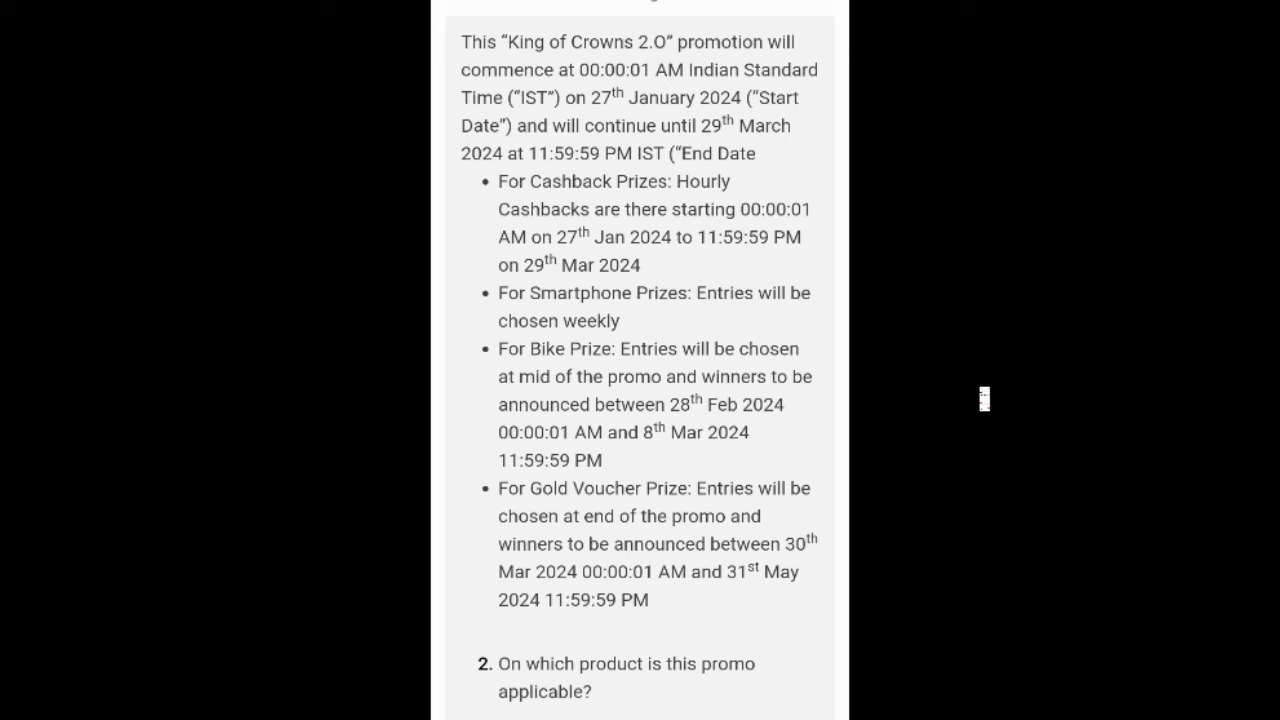 This “King of Crowns 2.O” promotion will
commence at 00:00:01 AM Indian Standard
Time (“IST”) on 27th January 2024 (“Start
Date”) and will continue until 29th March
2024 at 11:59:59 PM IST (“End Date
• For Cashback Prizes: Hourly
Cashbacks are there starting 00:00:01
AM on 27th Jan 2024 to 11:59:59 PM
on 29th Mar 2024
• For Smartphone Prizes: Entries will be
chosen weekly
• For Bike Prize: Entries will be chosen
at mid of the promo and winners to be
announced between 28th Feb 2024
00:00:01 AM and 8th Mar 2024
11:59:59 PM
• For Gold Voucher Prize: Entries will be
chosen at end of the promo and
winners to be announced between 30th
Mar 2024 00:00:01 AM and 31st May
2024 11:59:59 PM
2. On which product is this promo
applicable?